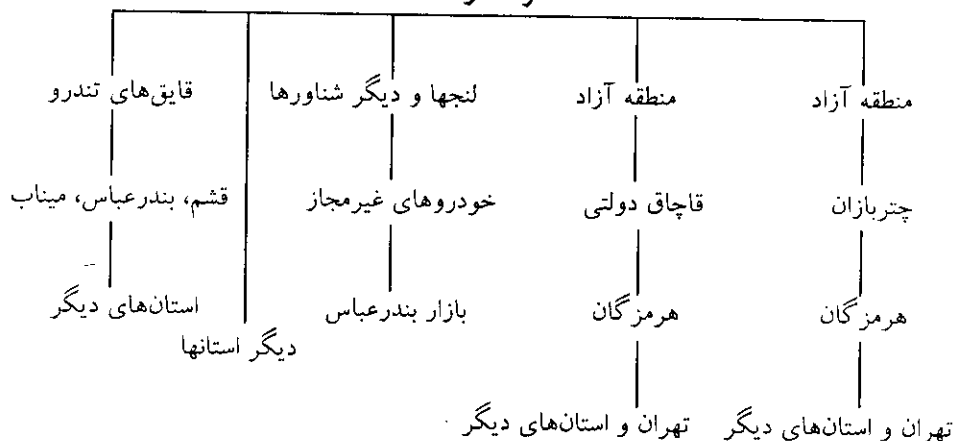 منطقه آزاد
منطقه آزاد
لنجها و دیگر شناورها
قایق‌های تندرو
چتربازان
قاچاق دولتی
خودروهای غیرمجاز
قشم، بندرعباس، میناب
هرمزگان
هرمزگان
بازار بندرعباس
استان‌های دیگر
دیگر استانها
تهران و استان‌های دیگر
تهران و استان‌های دیگر